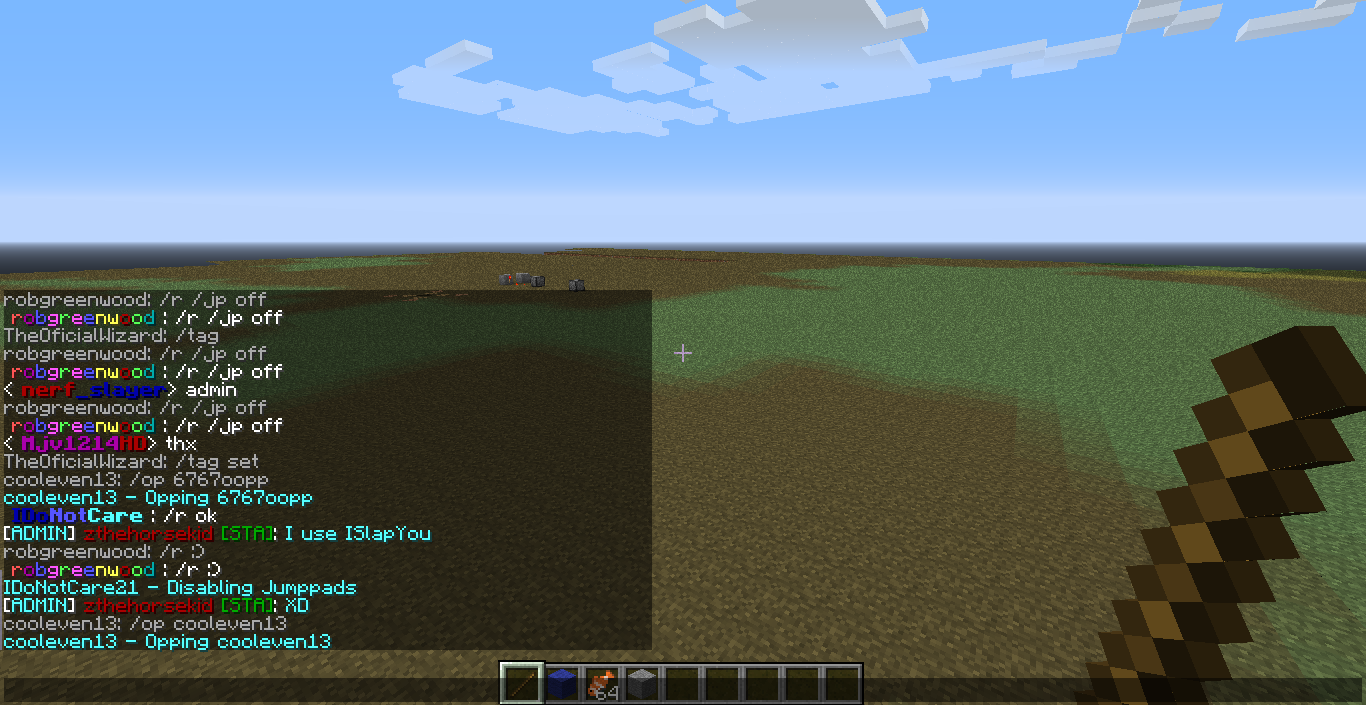 robgreenwood: /r /jp off
robgreenwood : /r /jp off
TheOficialWizard: /tag
robgreenwood: /r /jp off
robgreenwood : /r /jp off
< nerf_slayer> admin
robgreenwood: /r /jp off
robgreenwood : /r /jp off
< Mjv1214HD> thx
TheOficialWizard: /tag set
cooleven13: /op 6767oopp
cooleven13 - Opping 6767oopp
IDoNotCare : /r ok
[ADMIN] zthehorsekid [STA]: I use ISlapYou
robgreenwood: /r :D
robgreenwood : /r :D
IDoNotCare21 - Disabling Jumppads
[ADMIN] zthehorsekid [STA]: XD
cooleven13: /op cooleven13
cooleven13 - Opping cooleven13
64